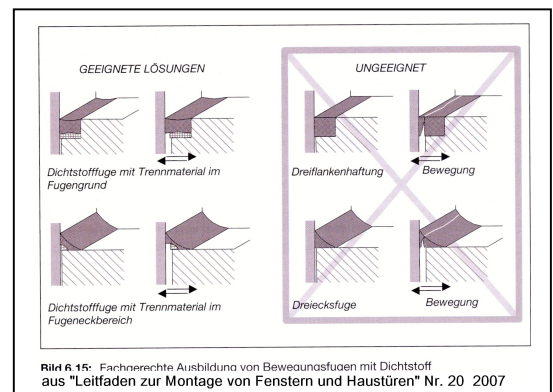 GEEIGNETE LÖSUNGEN
UNGEEIGNET
Dichtstofffuge mit Trennmaterial im
Fugengrund
Dreiflankenhaftung
Bewegung
Dichtstofffuge mit Trennmaterial im
Fugeneckbereich
Dreiecksfuge
Bewegung
Bild 6.15: Fachgerechte Ausbildung von Bewegungsfugen mit Dichtstoff
aus "Leitfaden zur Montage von Fenstern und Haustüren" Nr. 20 2007